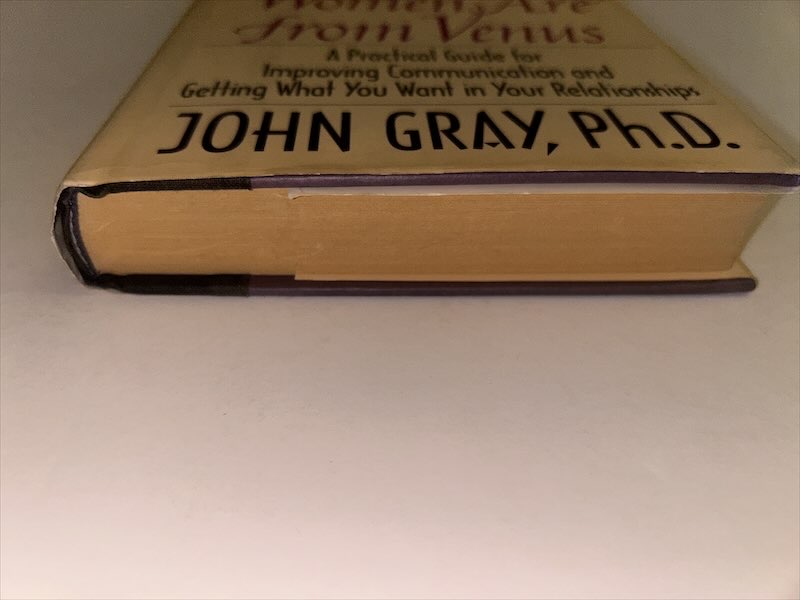 Women Are
From Venus
A Practical Guide for
Improving Communication and
Getting What You Want in Your Relationships
JOHN GRAY, Ph.D.